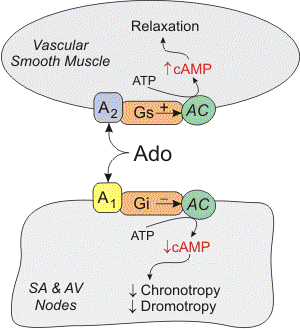 Relaxation
Vascular
Smooth Muscle
↑cAMP
ATP
A2
Gs
+
AC
Ado
A1
Gi
−
AC
ATP
↓cAMP
SA & AV
Nodes
↓ Chronotropy
↓ Dromotropy